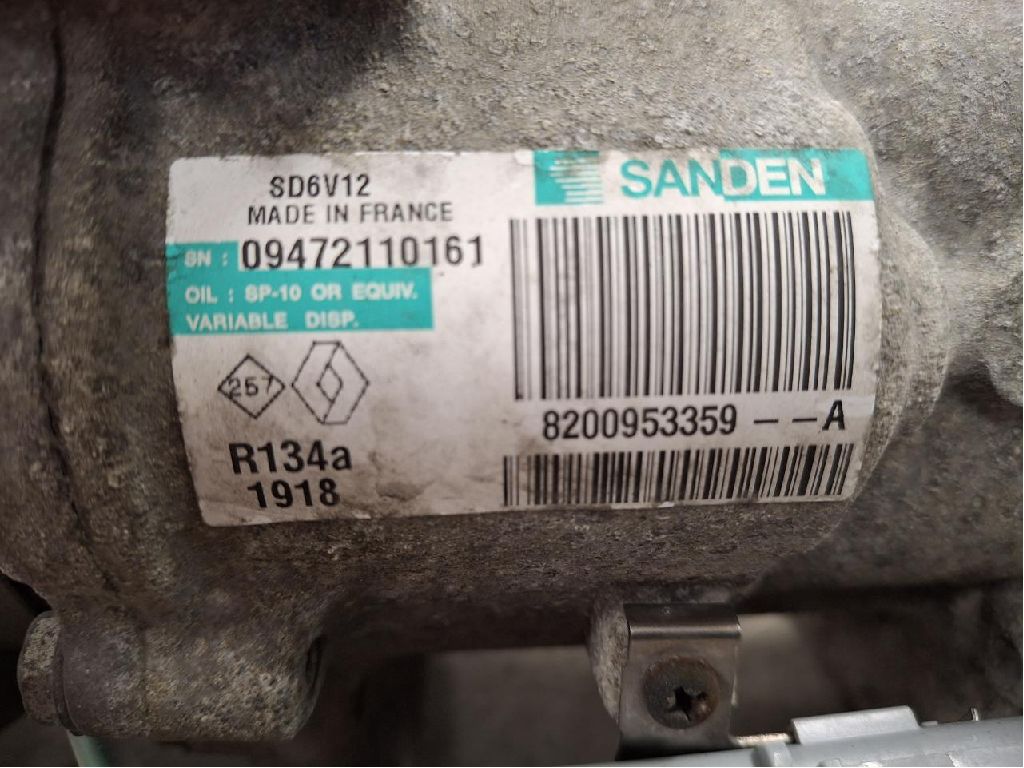 SD6V12
MADE IN FRANCE
SN : 09472110161
OIL : SP-10 OR EQUIV.
VARIABLE DISP.
257
R134a
1918
SANDEN
8200953359 – – A